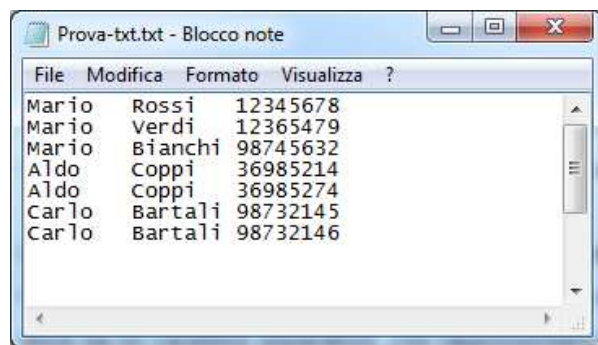 Prova-txt.txt - Blocco note
File Modifica Formato Visualizza ?
Mario Rossi 12345678
Mario Verdi 12365479
Mario Bianchi 98745632
Aldo Coppi 36985214
Aldo Coppi 36985274
Carlo Bartali 98732145
Carlo Bartali 98732146